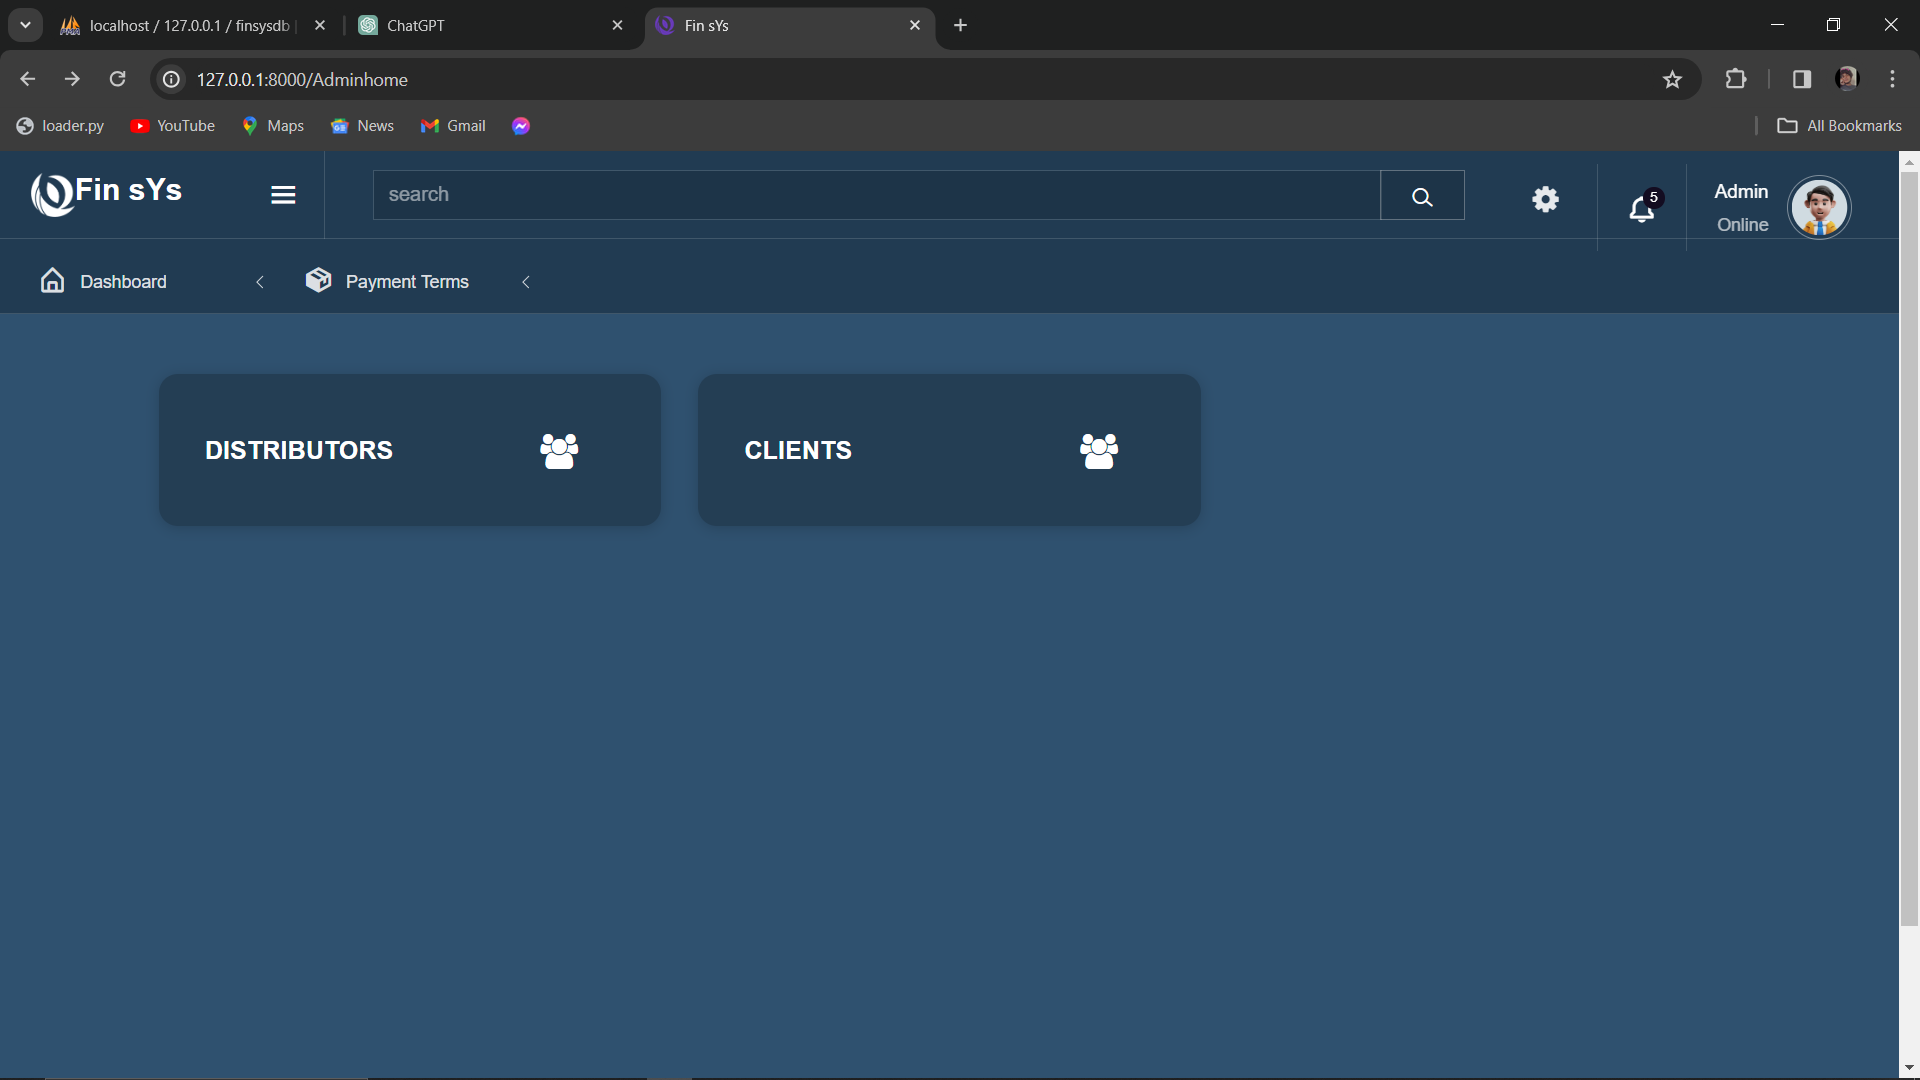 localhost / 127.0.0.1 / finsysdb
ChatGPT
Fin sYs
127.0.0.1:8000/Adminhome
loader.py
YouTube
Maps
News
Gmail
All Bookmarks
Fin sYs
search
5
Admin
Online
Dashboard
Payment Terms
DISTRIBUTORS
CLIENTS